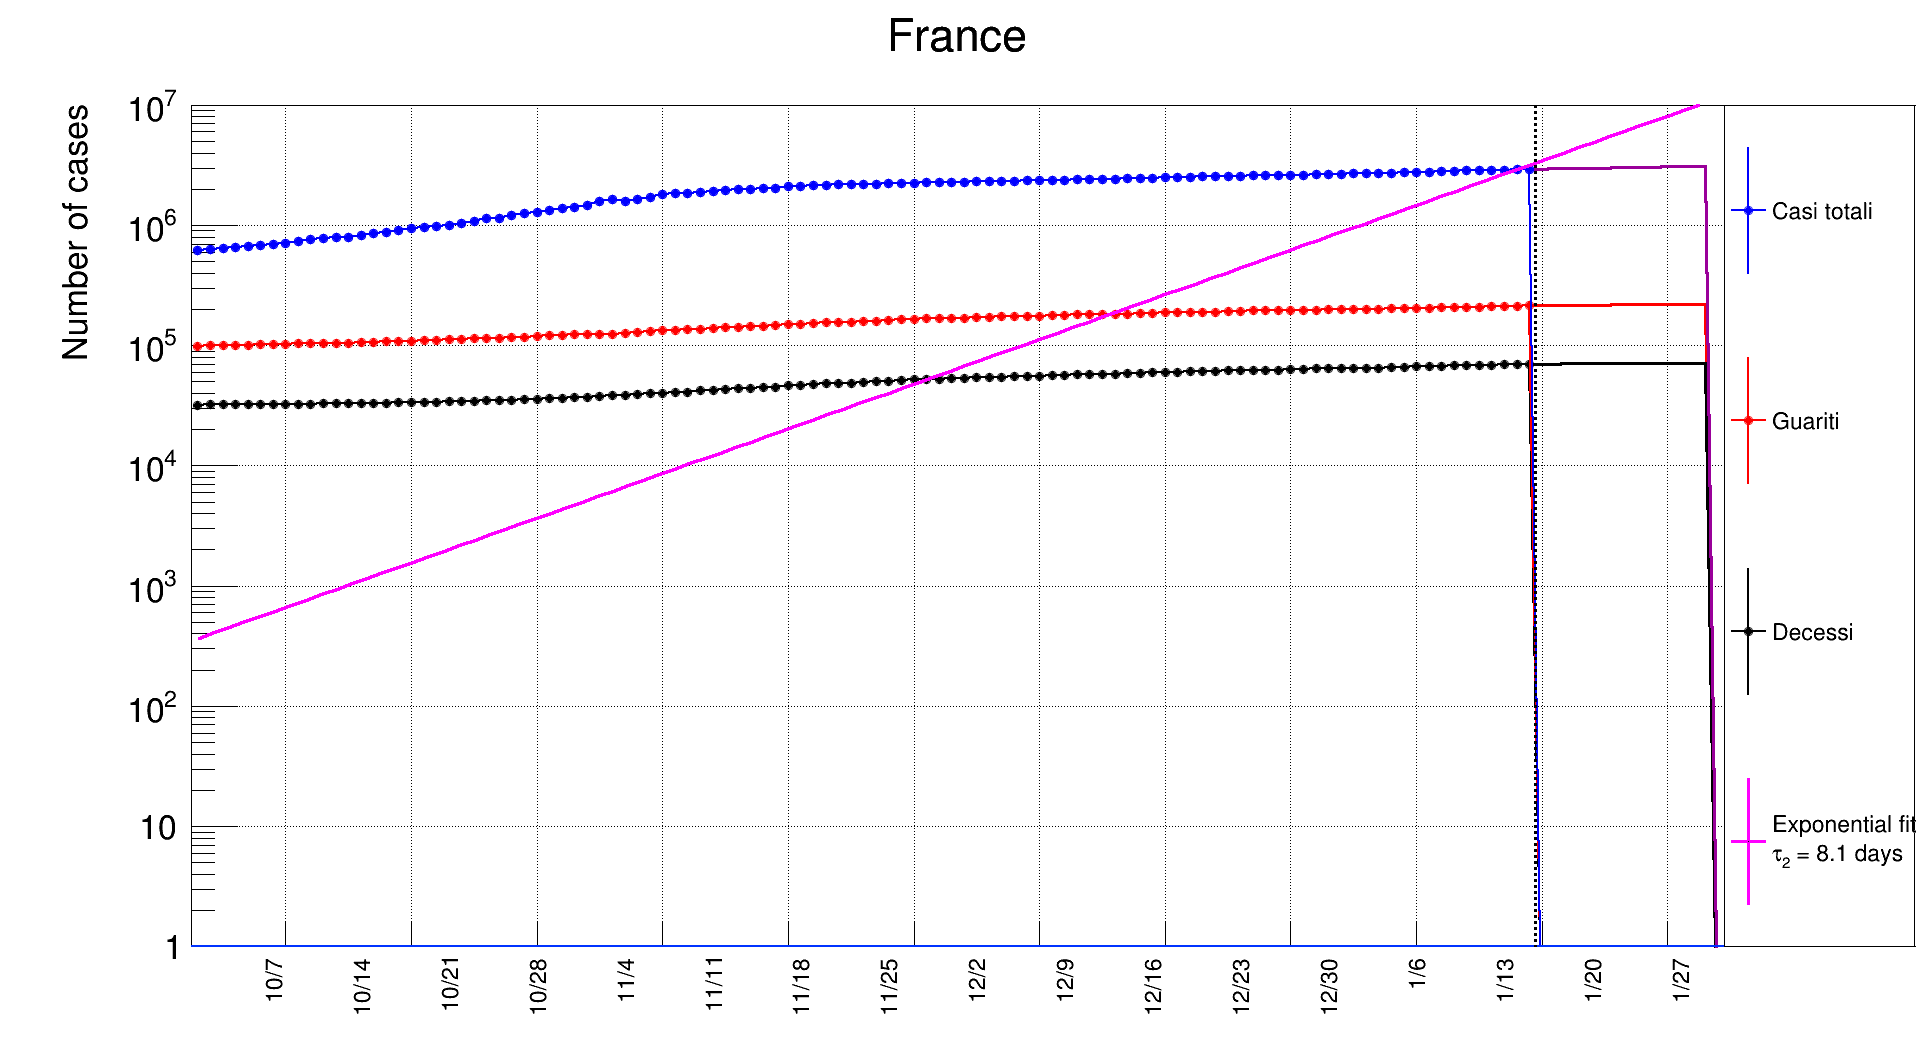 France
Number of cases
10^7
10^6
10^5
10^4
10^3
10^2
10
1
10/7 10/14 10/21 10/28 11/4 11/11 11/18 11/25 12/2 12/9 12/16 12/23 12/30 1/6 1/13 1/20 1/27
Casi totali
Guariti
Decessi
Exponential fit
τ₂ = 8.1 days